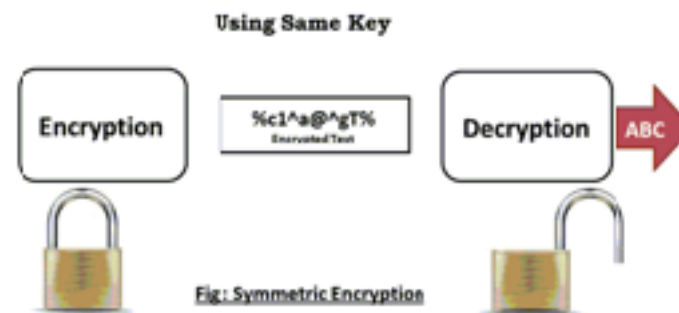 Using Same Key
Encryption
%c1^a@^gT%
Encrypted Text
Decryption
ABC
Fig: Symmetric Encryption